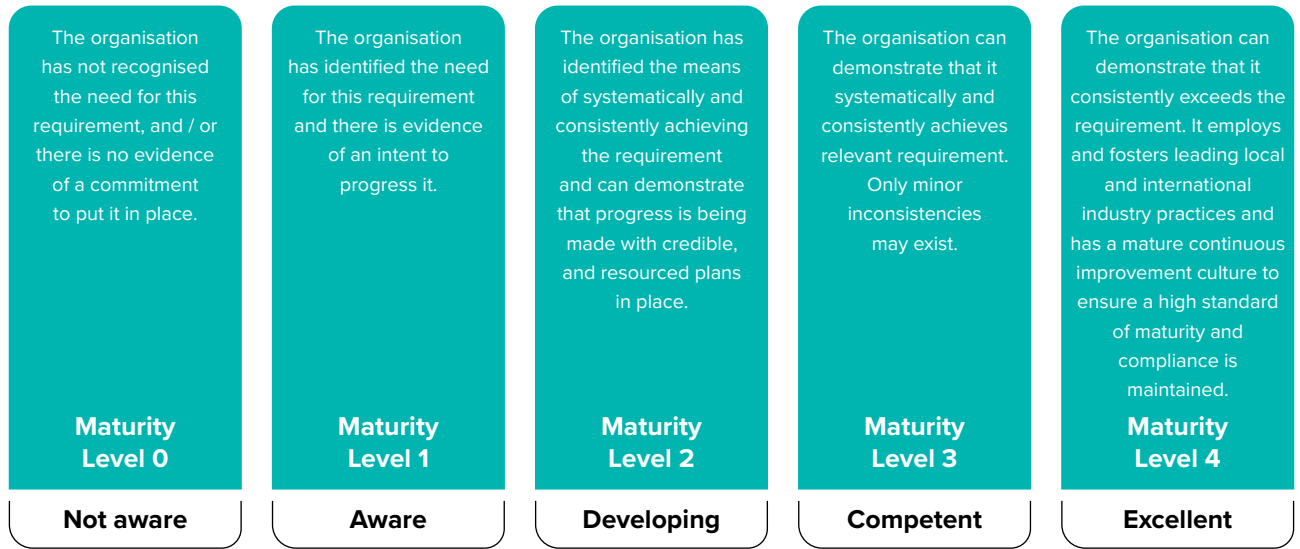 The organisation
has not recognised
the need for this
requirement, and / or
there is no evidence
of a commitment
to put it in place.
Maturity
Level 0
Not aware
The organisation
has identified the need
for this requirement
and there is evidence
of an intent to
progress it.
Maturity
Level 1
Aware
The organisation has
identified the means
of systematically and
consistently achieving
the requirement
and can demonstrate
that progress is being
made with credible,
and resourced plans
in place.
Maturity
Level 2
Developing
The organisation can
demonstrate that it
systematically and
consistently achieves
relevant requirement.
Only minor
inconsistencies
may exist.
Maturity
Level 3
Competent
The organisation can
demonstrate that it
consistently exceeds the
requirement. It employs
and fosters leading local
and international
industry practices and
has a mature continuous
improvement culture to
ensure a high standard
of maturity and
compliance is
maintained.
Maturity
Level 4
Excellent